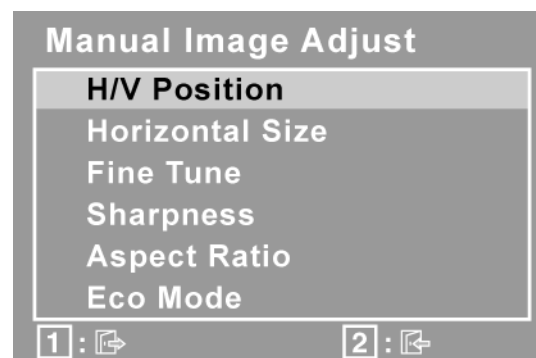 Manual Image Adjust
H/V Position
Horizontal Size
Fine Tune
Sharpness
Aspect Ratio
Eco Mode
1 : 2 :